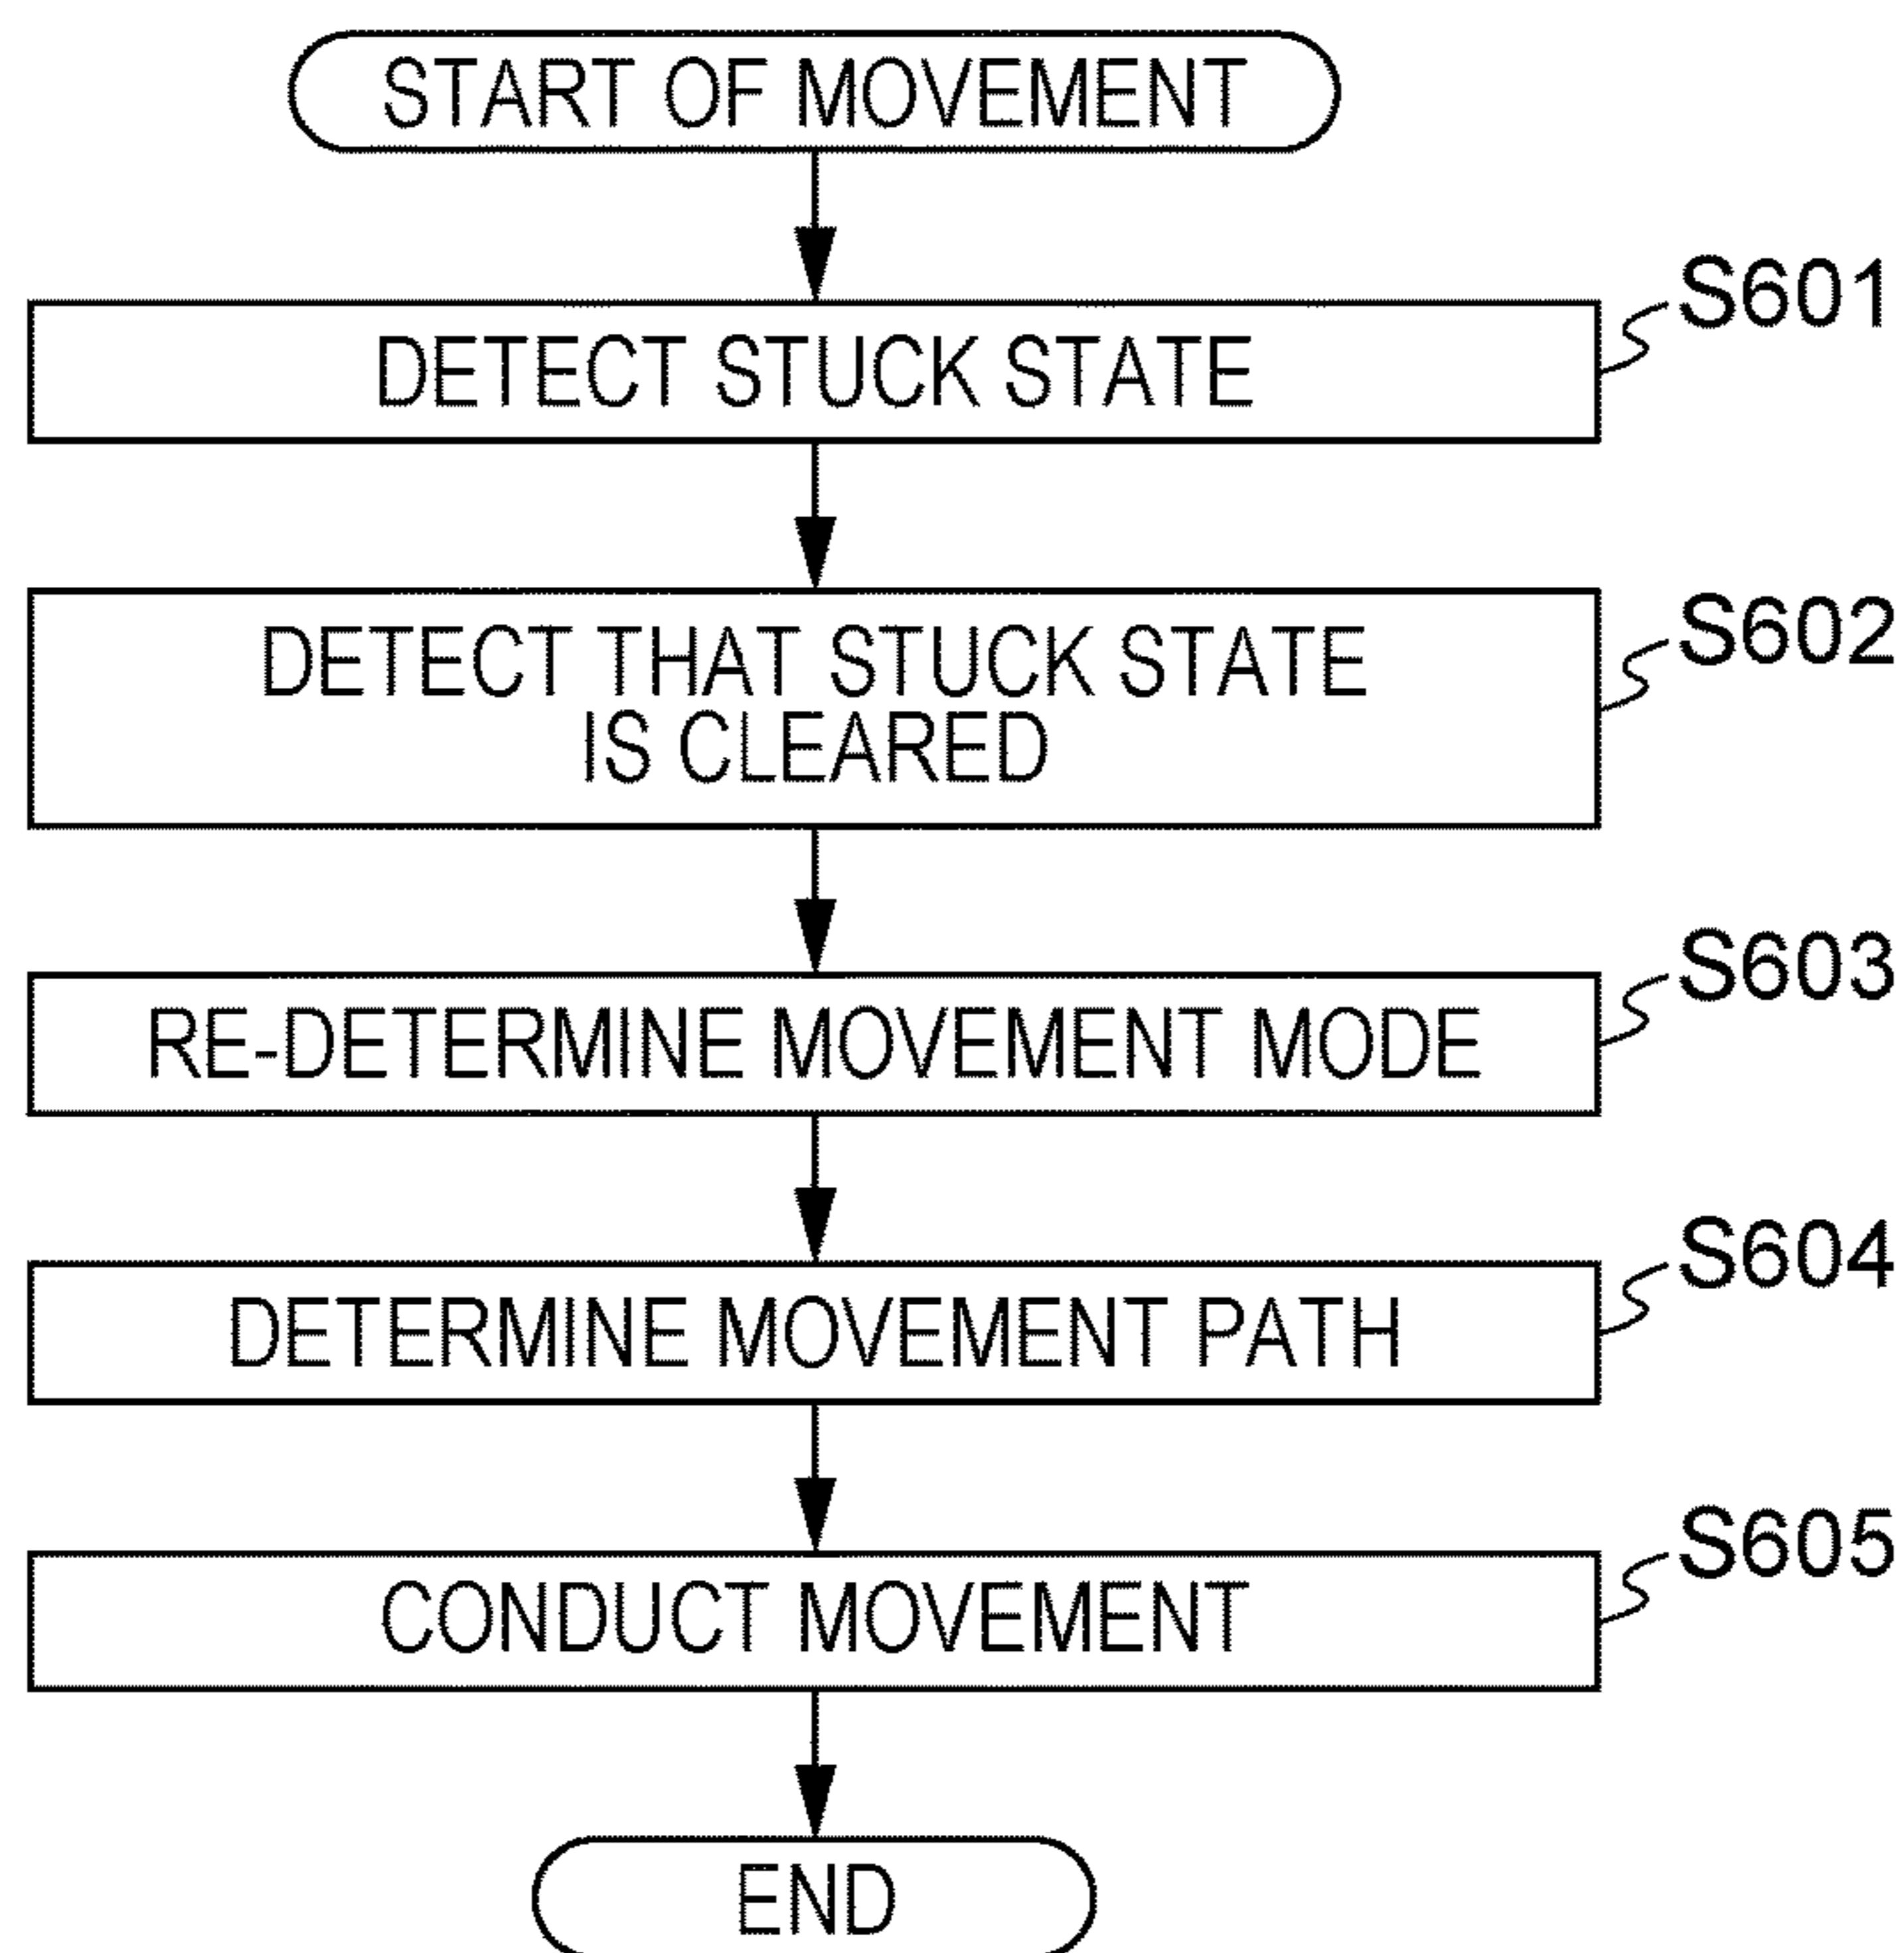 START OF MOVEMENT
S601
DETECT STUCK STATE
S602
DETECT THAT STUCK STATE
IS CLEARED
S603
RE-DETERMINE MOVEMENT MODE
S604
DETERMINE MOVEMENT PATH
S605
CONDUCT MOVEMENT
END